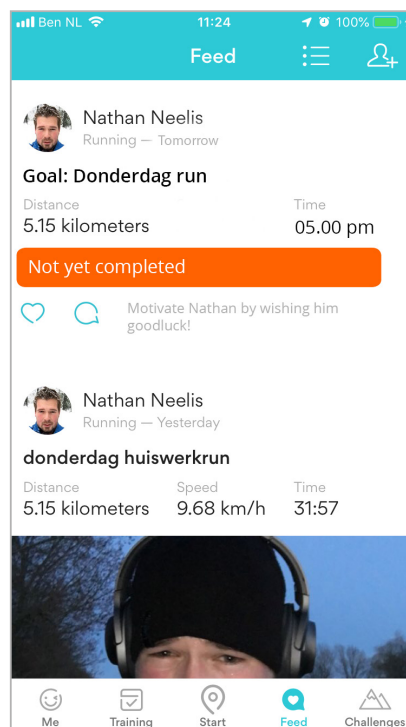 Ben NL 11:24 100%
Feed
Nathan Neelis
Running — Tomorrow
Goal: Donderdag run
Distance Time
5.15 kilometers 05.00 pm
Not yet completed
Motivate Nathan by wishing him
goodluck!
Nathan Neelis
Running — Yesterday
donderdag huiswerkrun
Distance Speed Time
5.15 kilometers 9.68 km/h 31:57
Me Training Start Feed Challenges